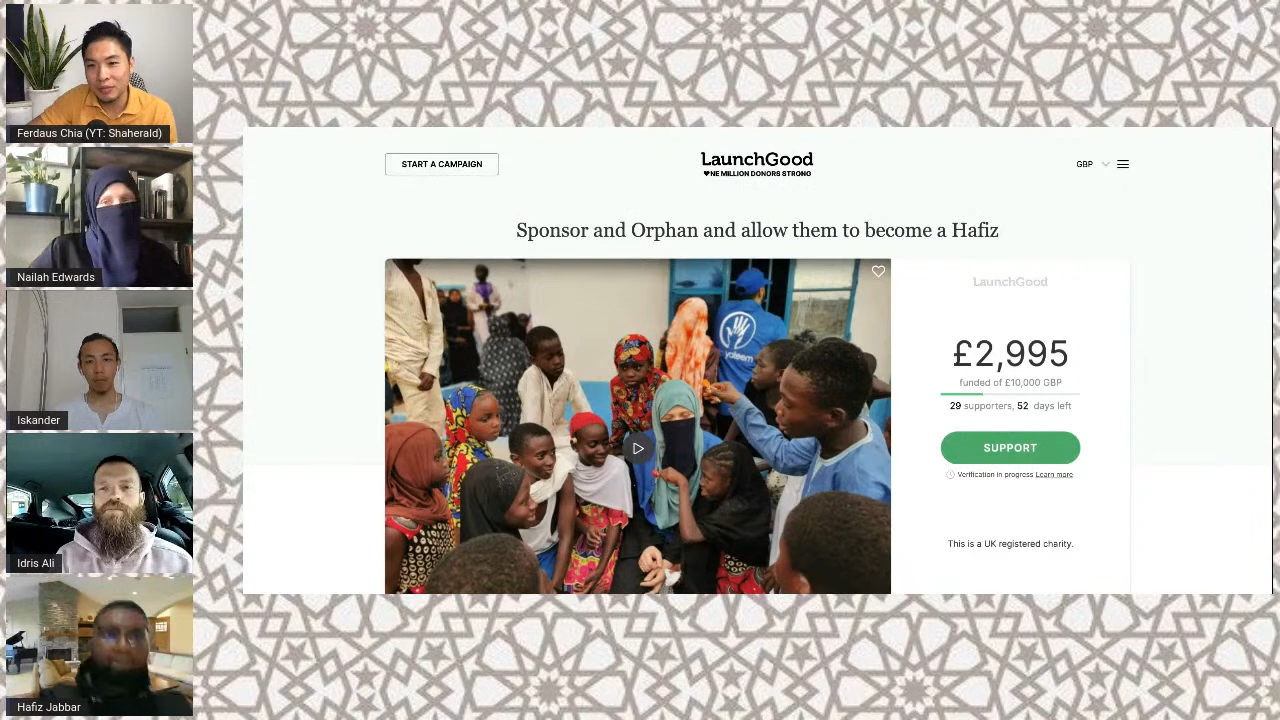 Ferdaus Chia (YT: Shaherald)
Nailah Edwards
Iskander
Idris Ali
Hafiz Jabbar
START A CAMPAIGN
LaunchGood
♥NE MILLION DONORS STRONG
GBP
Sponsor and Orphan and allow them to become a Hafiz
yateem
LaunchGood
£2,995
funded of £10,000 GBP
29 supporters, 52 days left
SUPPORT
Verification in progress Learn more
This is a UK registered charity.